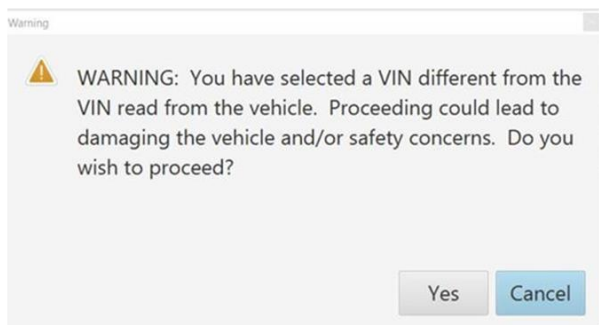 Warning
WARNING:  You have selected a VIN different from the
VIN read from the vehicle.  Proceeding could lead to
damaging the vehicle and/or safety concerns.  Do you
wish to proceed?
Yes
Cancel